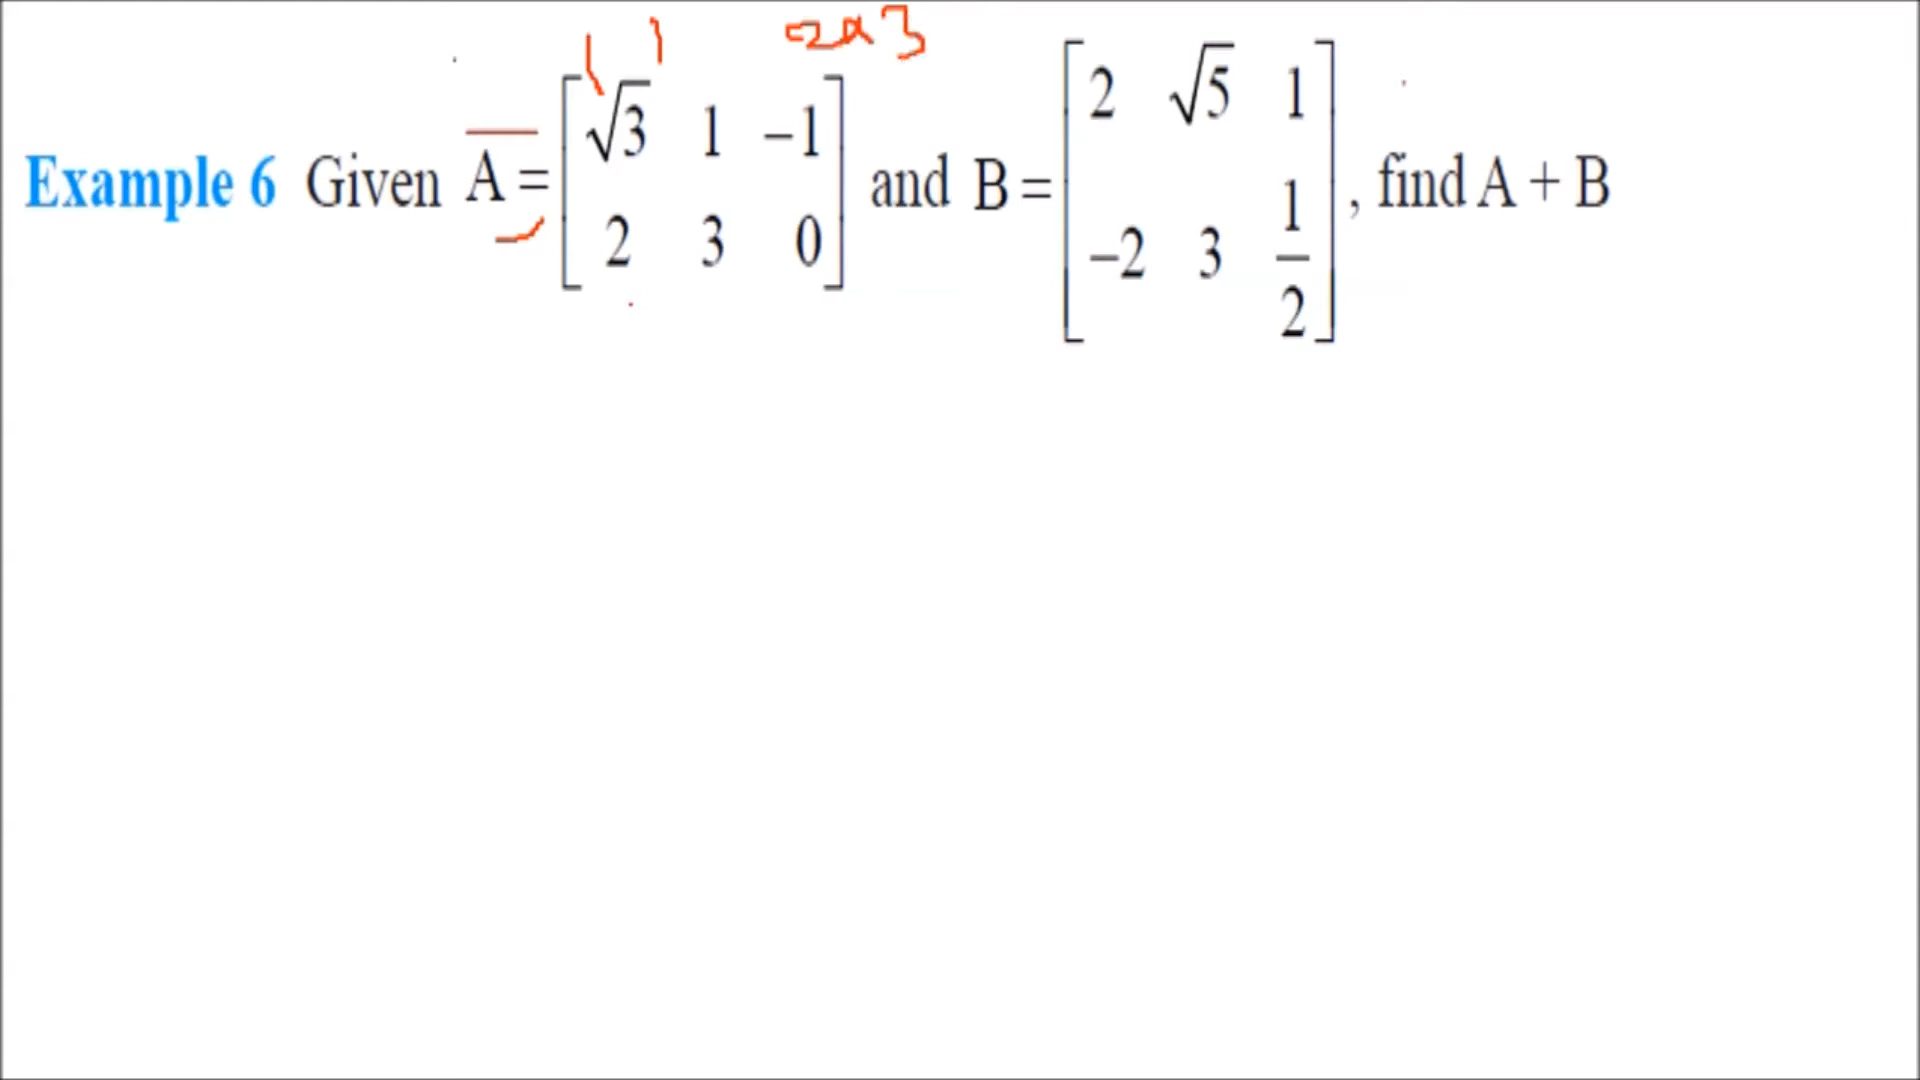 2x3
Example 6 Given A = [√3 1 −1; 2 3 0] and B = [2 √5 1; −2 3 1/2], find A + B